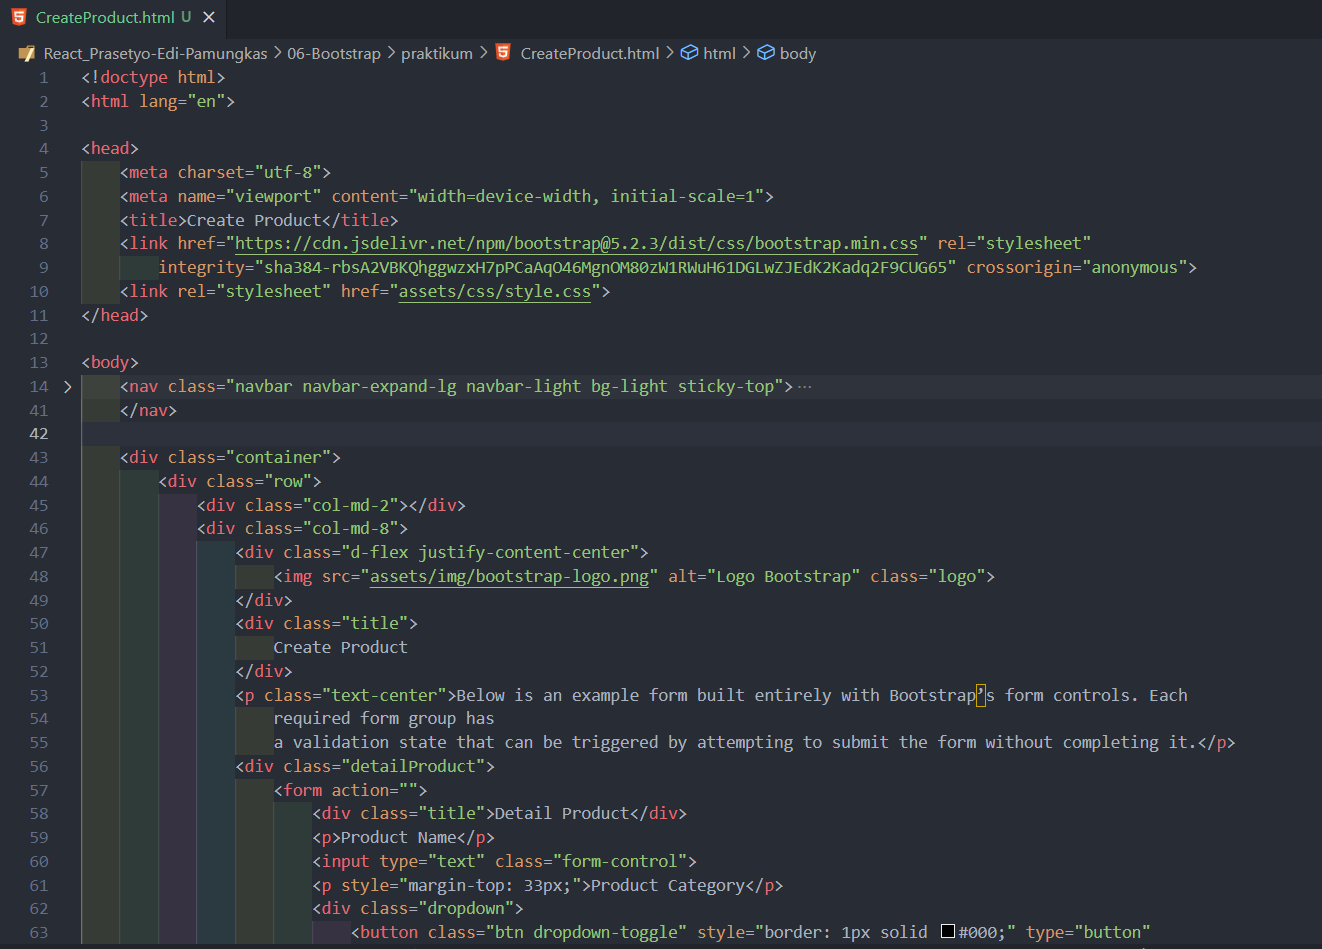 CreateProduct.html U
React_Prasetyo-Edi-Pamungkas > 06-Bootstrap > praktikum > CreateProduct.html > html > body
1 <!doctype html>
2 <html lang="en">
3
4 <head>
5 <meta charset="utf-8">
6 <meta name="viewport" content="width=device-width, initial-scale=1">
7 <title>Create Product</title>
8 <link href="https://cdn.jsdelivr.net/npm/bootstrap@5.2.3/dist/css/bootstrap.min.css" rel="stylesheet"
9 integrity="sha384-rbsA2VBKQhggwzxH7pPCaAqO46MgnOM80zW1RWuH61DGLwZJEdK2Kadq2F9CUG65" crossorigin="anonymous">
10 <link rel="stylesheet" href="assets/css/style.css">
11 </head>
12
13 <body>
14 <nav class="navbar navbar-expand-lg navbar-light bg-light sticky-top">···
41 </nav>
42
43 <div class="container">
44 <div class="row">
45 <div class="col-md-2"></div>
46 <div class="col-md-8">
47 <div class="d-flex justify-content-center">
48 <img src="assets/img/bootstrap-logo.png" alt="Logo Bootstrap" class="logo">
49 </div>
50 <div class="title">
51 Create Product
52 </div>
53 <p class="text-center">Below is an example form built entirely with Bootstrap’s form controls. Each
54 required form group has
55 a validation state that can be triggered by attempting to submit the form without completing it.</p>
56 <div class="detailProduct">
57 <form action="">
58 <div class="title">Detail Product</div>
59 <p>Product Name</p>
60 <input type="text" class="form-control">
61 <p style="margin-top: 33px;">Product Category</p>
62 <div class="dropdown">
63 <button class="btn dropdown-toggle" style="border: 1px solid #000;" type="button"